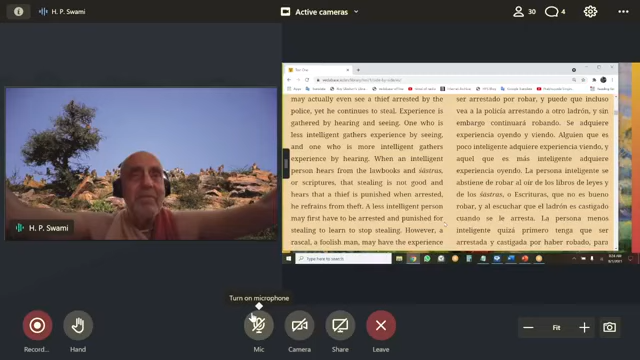 H. P. Swami
Active cameras
30
4
may actually even see a thief arrested by the
police, yet he continues to steal. Experience is
gathered by hearing and seeing. One who is
less intelligent gathers experience by seeing,
and one who is more intelligent gathers
experience by hearing. When an intelligent
person hears from the lawbooks and śāstras,
or scriptures, that stealing is not good and
hears that a thief is punished when arrested,
he refrains from theft. A less intelligent person
may first have to be arrested and punished for
stealing to learn to stop stealing. However, a
rascal, a foolish man, may have the experience
ser arrestado por robar, y puede que incluso
vea a la policía arrestando a otro ladrón, y sin
embargo continuará robando. Se adquiere
experiencia oyendo y viendo. Alguien que es
poco inteligente adquiere experiencia viendo, y
aquel que es más inteligente adquiere
experiencia oyendo. La persona inteligente se
abstiene de robar al oír de los libros de leyes y
de los śāstras, o Escrituras, que no es bueno
robar, y al escuchar que el ladrón es castigado
cuando se le arresta. La persona menos
inteligente quizá primero tenga que ser
arrestada y castigada por haber robado, para
Type here to search
H. P. Swami
Turn on microphone
Record...
Hand
Mic
Camera
Share
Leave
Fit